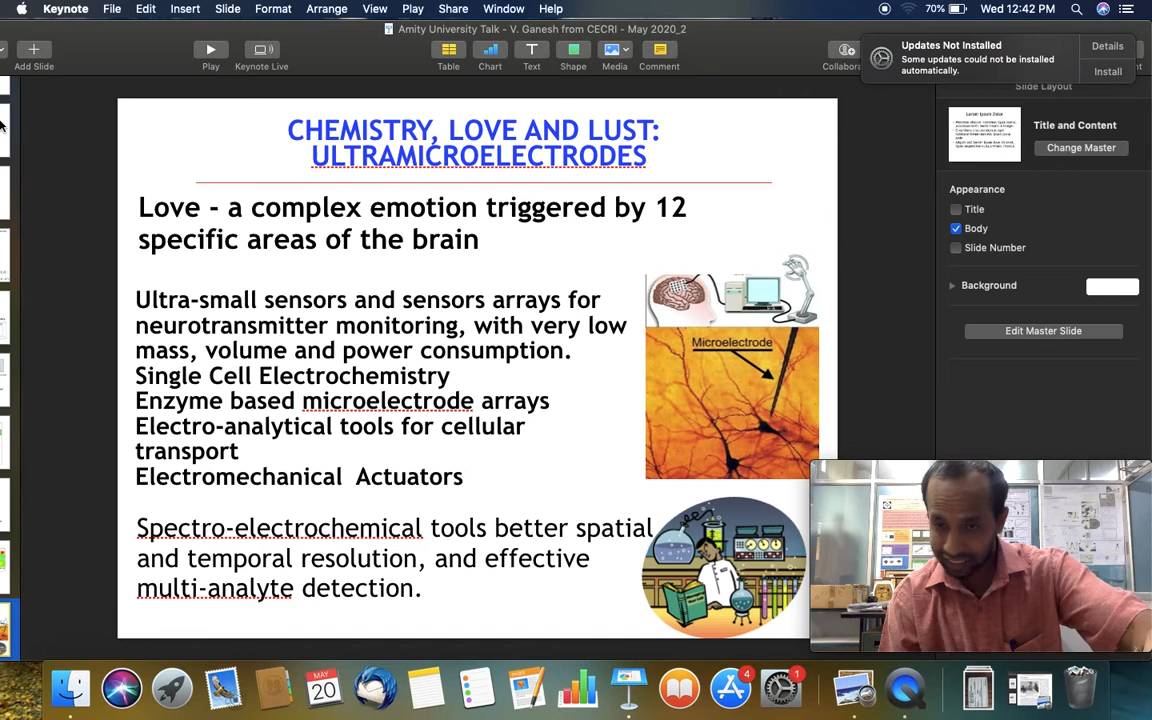 Keynote File Edit Insert Slide Format Arrange View Play Share Window Help 70% Wed 12:42 PM
Amity University Talk - V. Ganesh from CECRI - May 2020_2
Add Slide Play Keynote Live Table Chart Text Shape Media Comment
Updates Not Installed
Some updates could not be installed
automatically.
Details
Install
Slide Layout
Title and Content
Change Master
Appearance
Title
Body
Slide Number
Background
Edit Master Slide
CHEMISTRY, LOVE AND LUST:
ULTRAMICROELECTRODES
Love - a complex emotion triggered by 12
specific areas of the brain
Ultra-small sensors and sensors arrays for
neurotransmitter monitoring, with very low
mass, volume and power consumption.
Single Cell Electrochemistry
Enzyme based microelectrode arrays
Electro-analytical tools for cellular
transport
Electromechanical Actuators
Microelectrode
Spectro-electrochemical tools better spatial
and temporal resolution, and effective
multi-analyte detection.
MAY
20
4
1